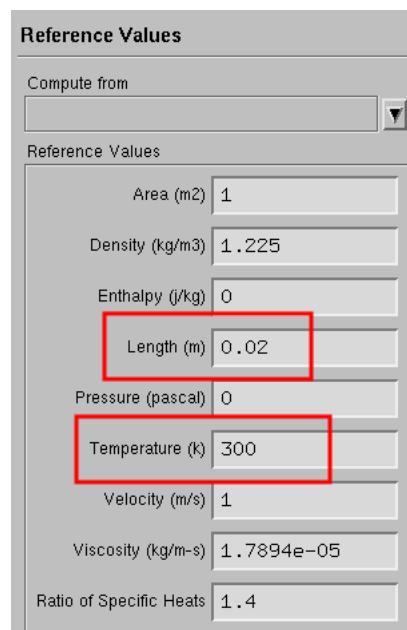 Reference Values
Compute from
Reference Values
Area (m2) 1
Density (kg/m3) 1.225
Enthalpy (j/kg) 0
Length (m) 0.02
Pressure (pascal) 0
Temperature (k) 300
Velocity (m/s) 1
Viscosity (kg/m-s) 1.7894e-05
Ratio of Specific Heats 1.4